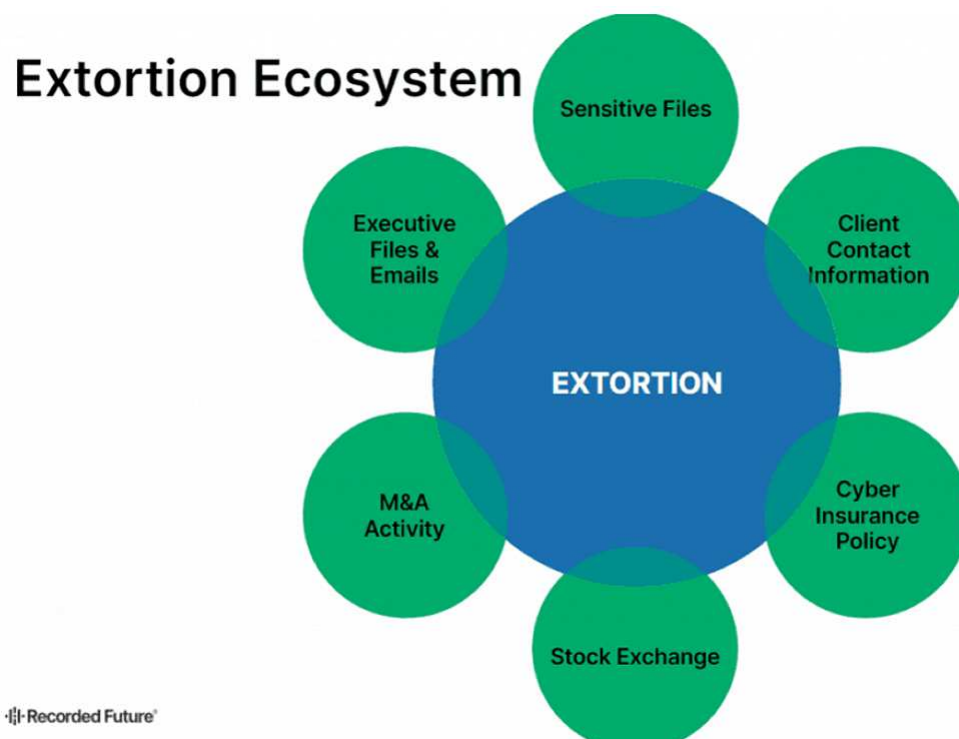 Extortion Ecosystem
Sensitive Files
Executive
Files &
Emails
Client
Contact
Information
EXTORTION
M&A
Activity
Cyber
Insurance
Policy
Stock Exchange
Recorded Future®